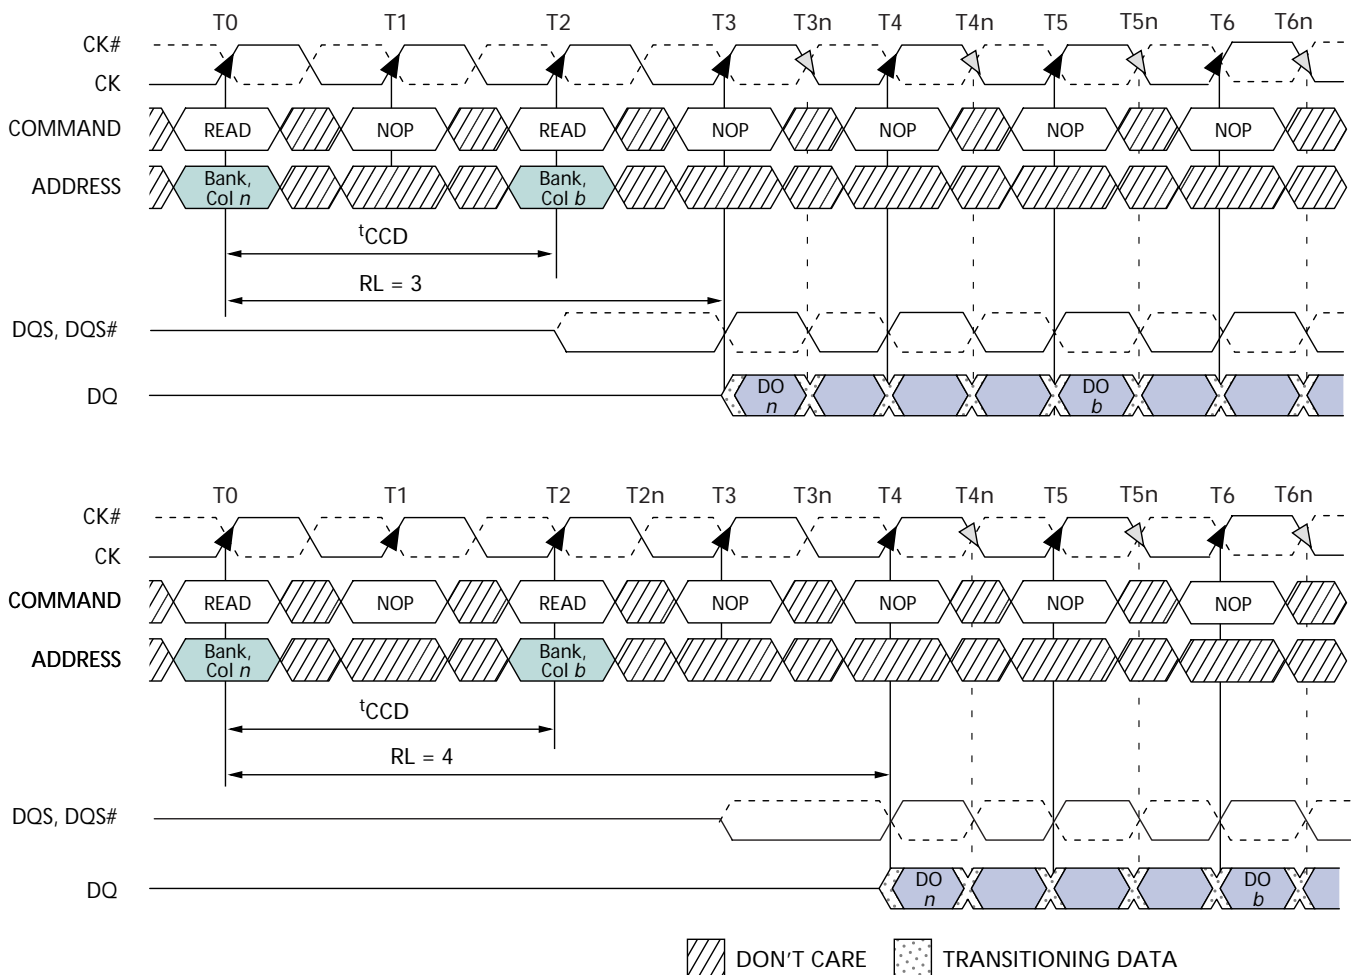 T0 T1 T2 T3 T3n T4 T4n T5 T5n T6 T6n
CK#
CK
COMMAND READ NOP READ NOP NOP NOP NOP
ADDRESS Bank, Col n Bank, Col b
tCCD
RL = 3
DQS, DQS#
DQ DO n DO b
T0 T1 T2 T2n T3 T3n T4 T4n T5 T5n T6 T6n
CK#
CK
COMMAND READ NOP READ NOP NOP NOP NOP
ADDRESS Bank, Col n Bank, Col b
tCCD
RL = 4
DQS, DQS#
DQ DO n DO b
DON'T CARE TRANSITIONING DATA